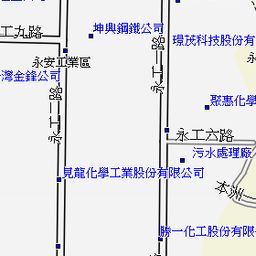 坤典鋼鐵公司
工九路
永工一路
環茂科技股份有
永安工業區
灣金鋒公司
永工二路
聚惠化學
永工六路
污水處理廠
見龍化學工業股份有限公司
本洲
勝一化工股份有限